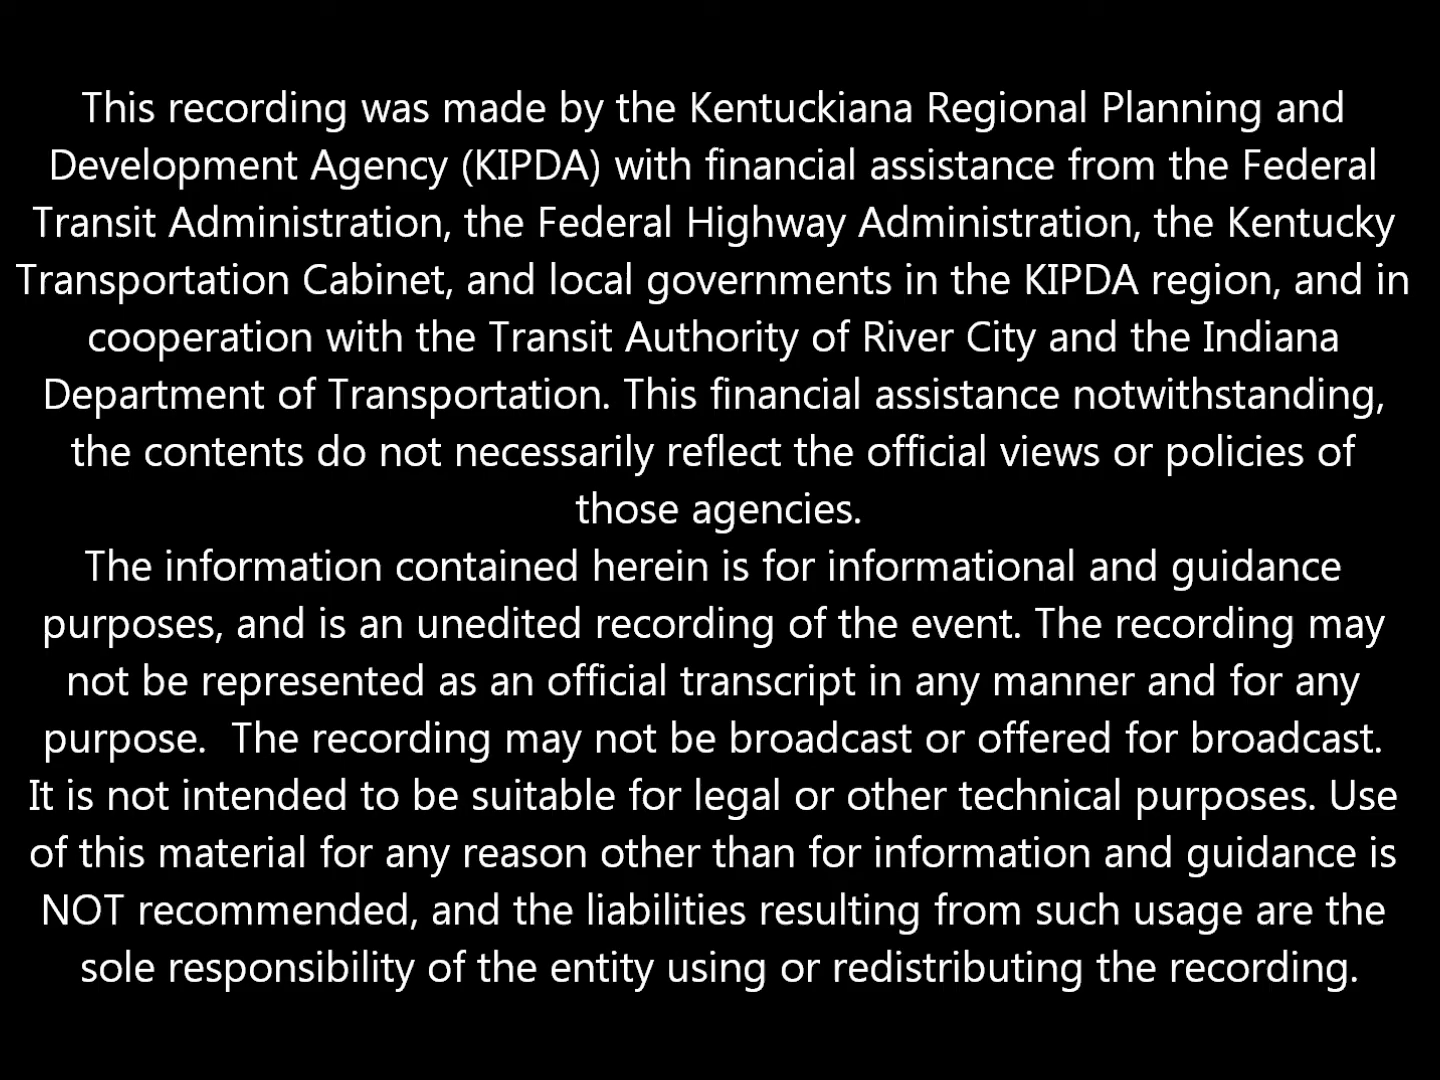 This recording was made by the Kentuckiana Regional Planning and
Development Agency (KIPDA) with financial assistance from the Federal
Transit Administration, the Federal Highway Administration, the Kentucky
Transportation Cabinet, and local governments in the KIPDA region, and in
cooperation with the Transit Authority of River City and the Indiana
Department of Transportation. This financial assistance notwithstanding,
the contents do not necessarily reflect the official views or policies of
those agencies.
The information contained herein is for informational and guidance
purposes, and is an unedited recording of the event. The recording may
not be represented as an official transcript in any manner and for any
purpose.  The recording may not be broadcast or offered for broadcast.
It is not intended to be suitable for legal or other technical purposes. Use
of this material for any reason other than for information and guidance is
NOT recommended, and the liabilities resulting from such usage are the
sole responsibility of the entity using or redistributing the recording.